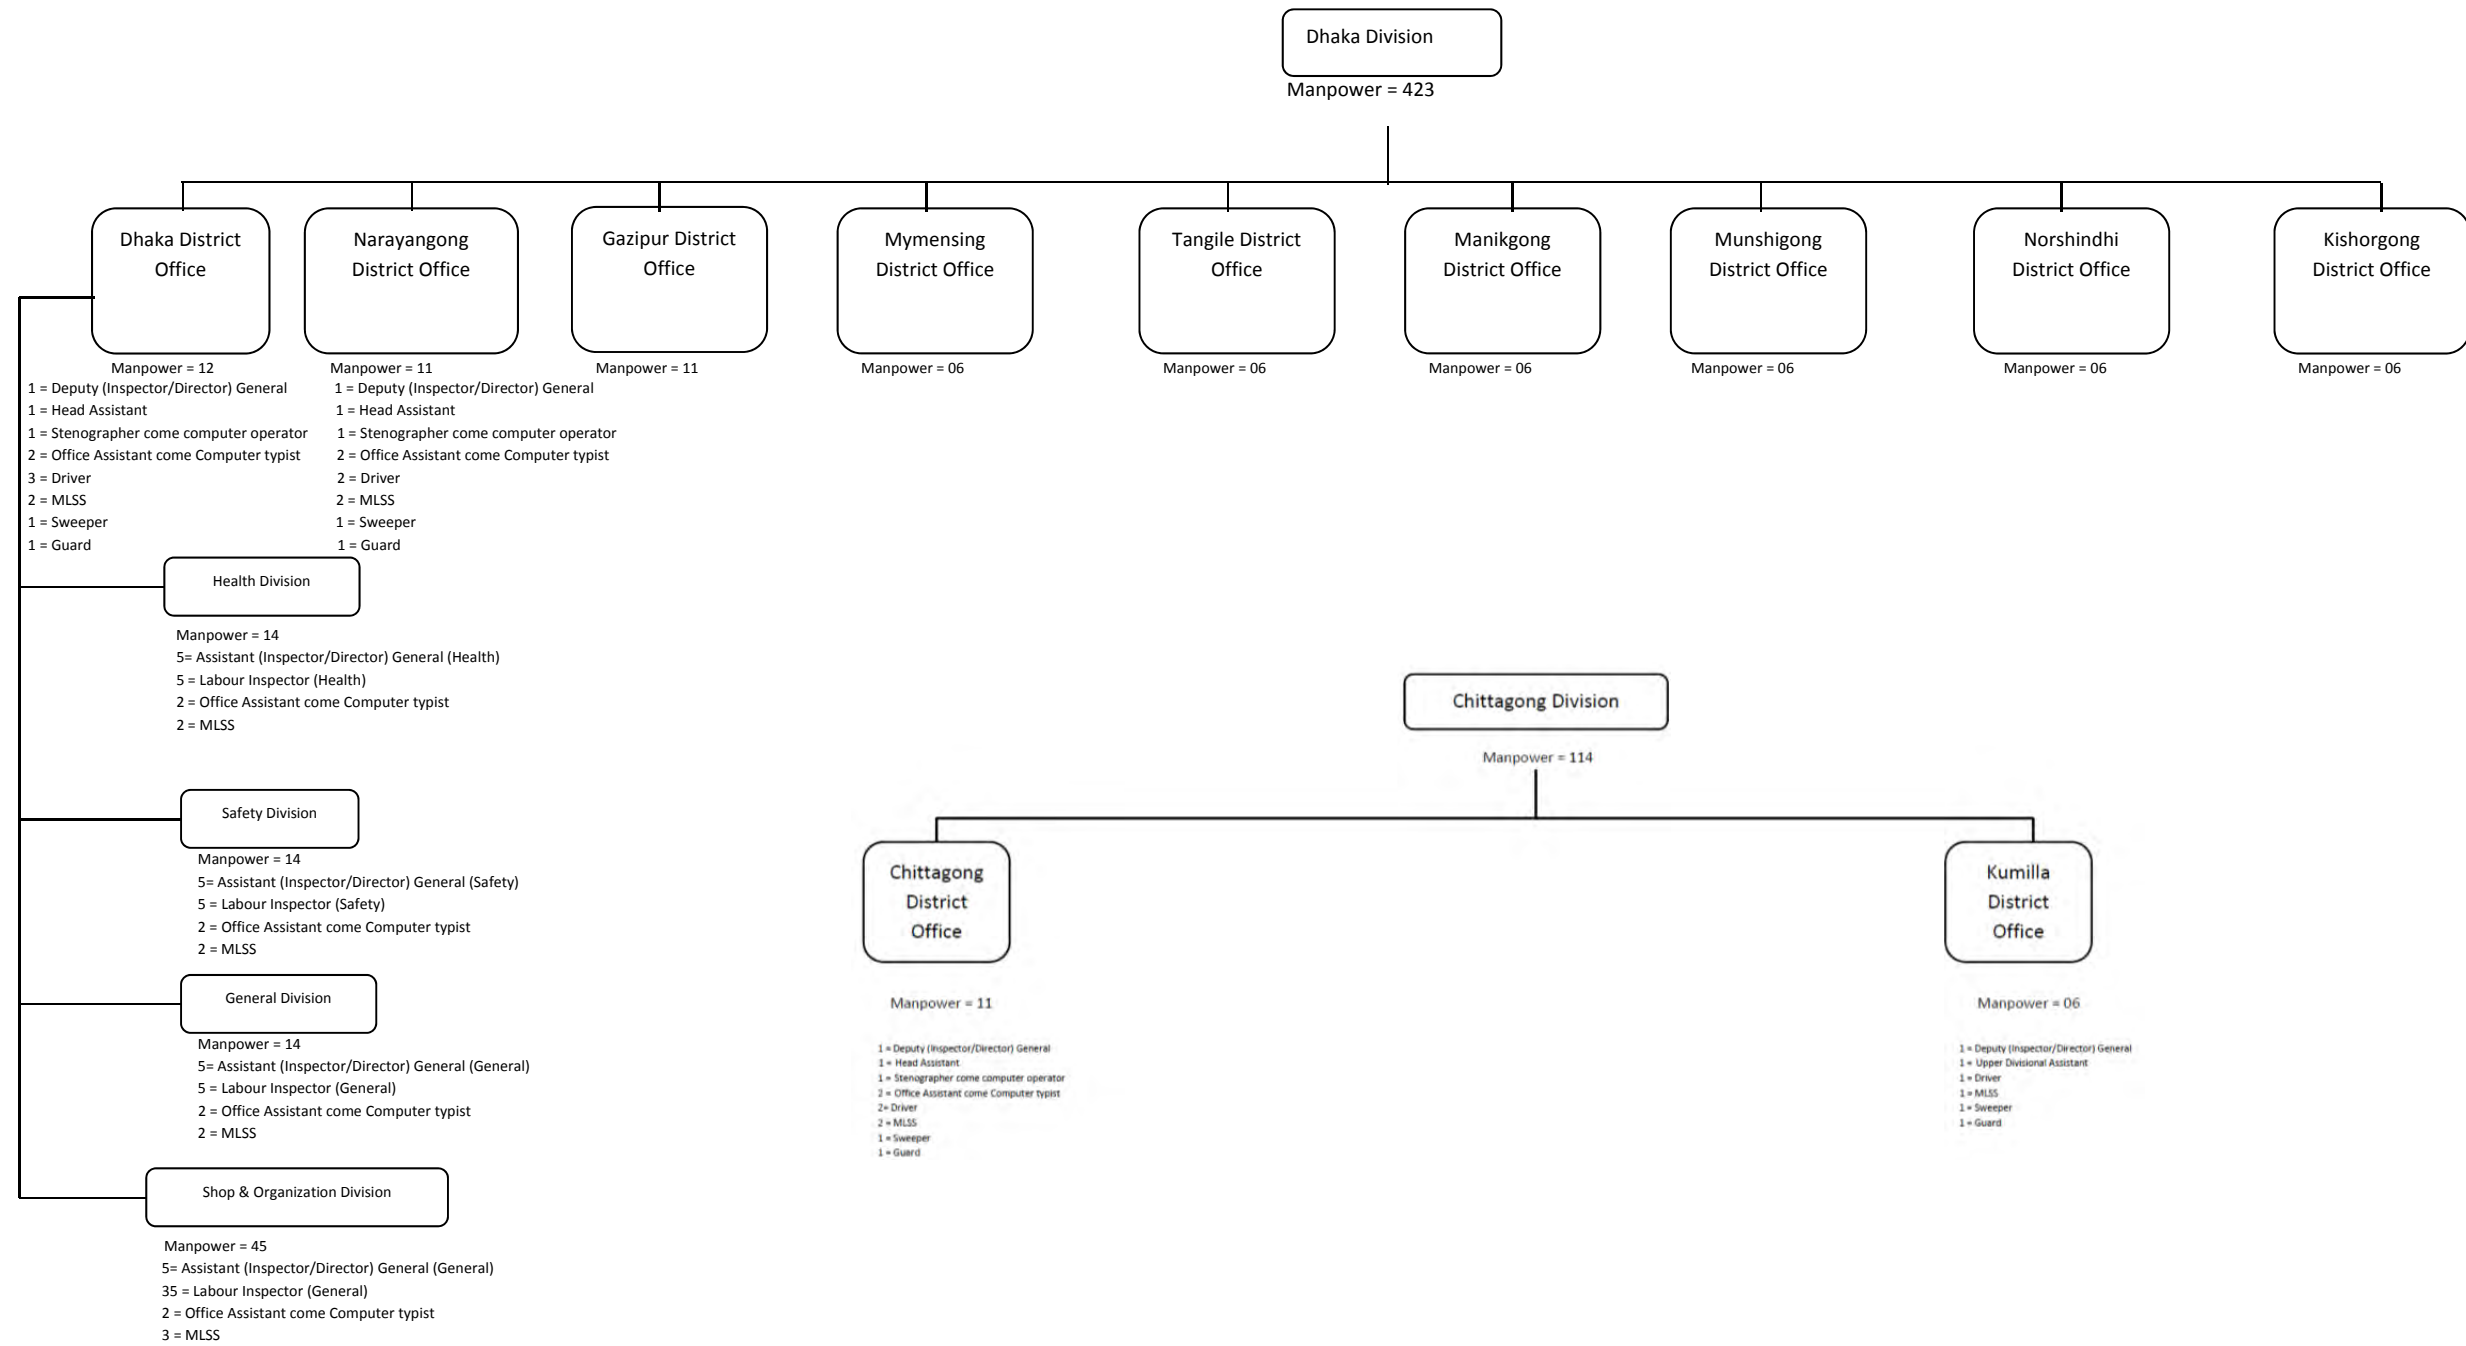 Dhaka Division
Manpower = 423
Dhaka District
Office
Manpower = 12
1 = Deputy (Inspector/Director) General
1 = Head Assistant
1 = Stenographer come computer operator
2 = Office Assistant come Computer typist
3 = Driver
2 = MLSS
1 = Sweeper
1 = Guard
Narayangong
District Office
Manpower = 11
1 = Deputy (Inspector/Director) General
1 = Head Assistant
1 = Stenographer come computer operator
2 = Office Assistant come Computer typist
2 = Driver
2 = MLSS
1 = Sweeper
1 = Guard
Gazipur District
Office
Manpower = 11
Mymensing
District Office
Manpower = 06
Tangile District
Office
Manpower = 06
Manikgong
District Office
Manpower = 06
Munshigong
District Office
Manpower = 06
Norshindhi
District Office
Manpower = 06
Kishorgong
District Office
Manpower = 06
Health Division
Manpower = 14
5= Assistant (Inspector/Director) General (Health)
5 = Labour Inspector (Health)
2 = Office Assistant come Computer typist
2 = MLSS
Safety Division
Manpower = 14
5= Assistant (Inspector/Director) General (Safety)
5 = Labour Inspector (Safety)
2 = Office Assistant come Computer typist
2 = MLSS
General Division
Manpower = 14
5= Assistant (Inspector/Director) General (General)
5 = Labour Inspector (General)
2 = Office Assistant come Computer typist
2 = MLSS
Shop & Organization Division
Manpower = 45
5= Assistant (Inspector/Director) General (General)
35 = Labour Inspector (General)
2 = Office Assistant come Computer typist
3 = MLSS
Chittagong Division
Manpower = 114
Chittagong
District
Office
Manpower = 11
1 = Deputy (Inspector/Director) General
1 = Head Assistant
1 = Stenographer come computer operator
2 = Office Assistant come Computer typist
2= Driver
2 = MLSS
1 = Sweeper
1 = Guard
Kumilla
District
Office
Manpower = 06
1 = Deputy (Inspector/Director) General
1 = Upper Divisional Assistant
1 = Driver
1 = MLSS
1 = Sweeper
1 = Guard